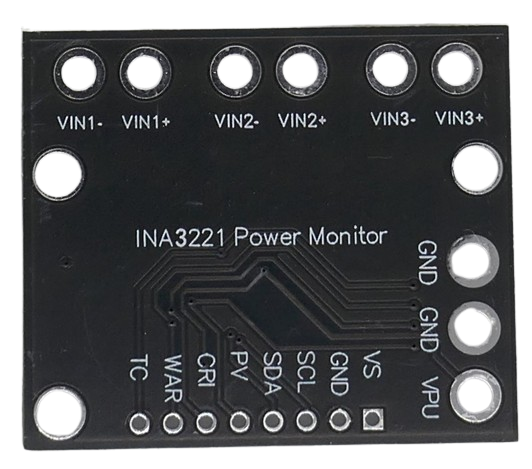 VIN1- VIN1+ VIN2- VIN2+ VIN3- VIN3+
INA3221 Power Monitor
GND
GND
VPU
TC WAR CRI PV SDA SCL GND VS